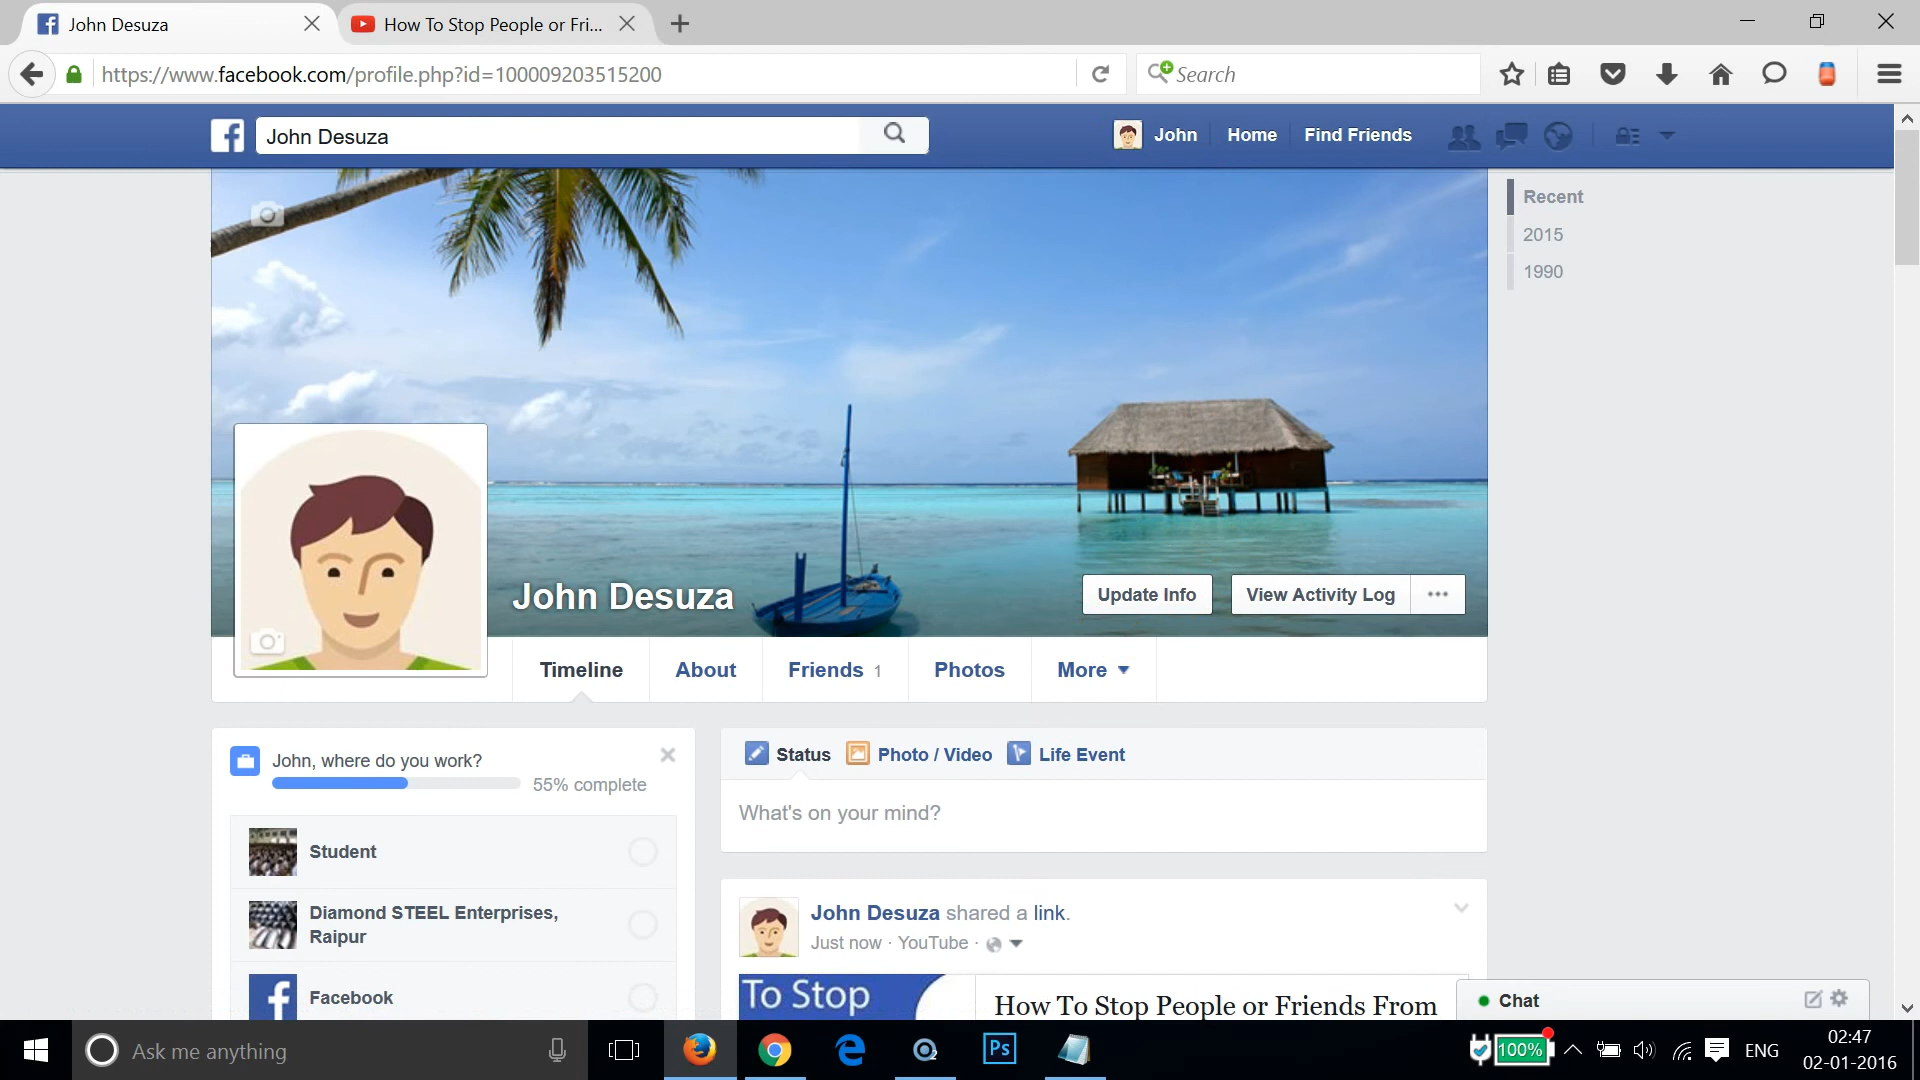 John Desuza
How To Stop People or Fri...
https://www.facebook.com/profile.php?id=100009203515200
Search
John Desuza
John
Home
Find Friends
Recent
2015
1990
John Desuza
Update Info
View Activity Log
Timeline
About
Friends 1
Photos
More
John, where do you work?
55% complete
Student
Diamond STEEL Enterprises,
Raipur
Facebook
Status
Photo / Video
Life Event
What's on your mind?
John Desuza shared a link.
Just now · YouTube ·
To Stop
How To Stop People or Friends From
Chat
Ask me anything
Ps
100%
ENG
02:47
02-01-2016